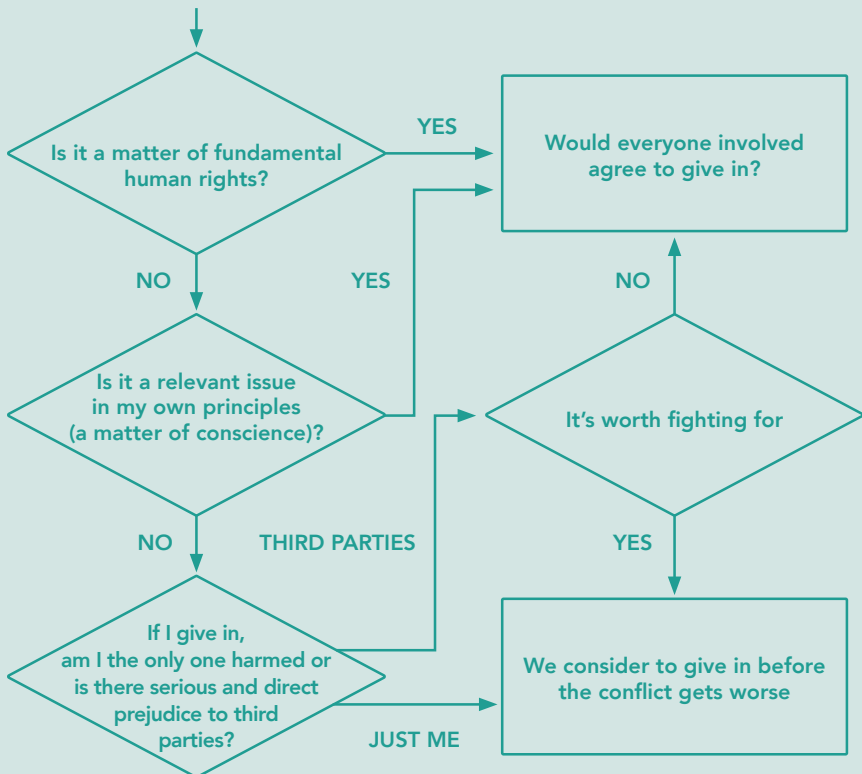 Is it a matter of fundamental
human rights?
YES
Would everyone involved
agree to give in?
NO
YES
NO
Is it a relevant issue
in my own principles
(a matter of conscience)?
It’s worth fighting for
NO
THIRD PARTIES
YES
If I give in,
am I the only one harmed or
is there serious and direct
prejudice to third
parties?
We consider to give in before
the conflict gets worse
JUST ME